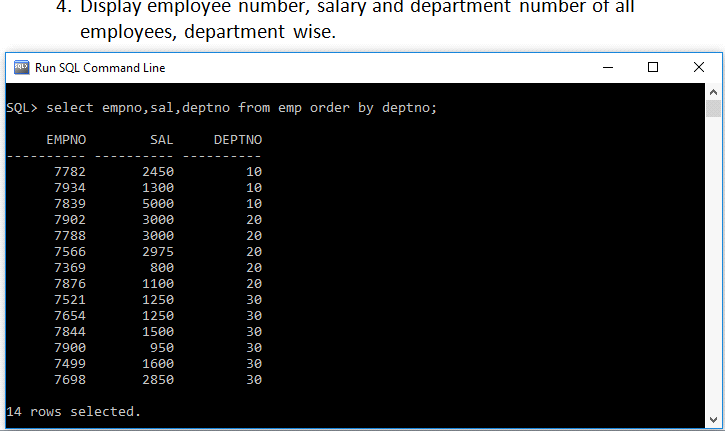 4. Display employee number, salary and department number of all
employees, department wise.
Run SQL Command Line
SQL> select empno,sal,deptno from emp order by deptno;
EMPNO SAL DEPTNO
---------- ---------- ----------
7782 2450 10
7934 1300 10
7839 5000 10
7902 3000 20
7788 3000 20
7566 2975 20
7369 800 20
7876 1100 20
7521 1250 30
7654 1250 30
7844 1500 30
7900 950 30
7499 1600 30
7698 2850 30
14 rows selected.